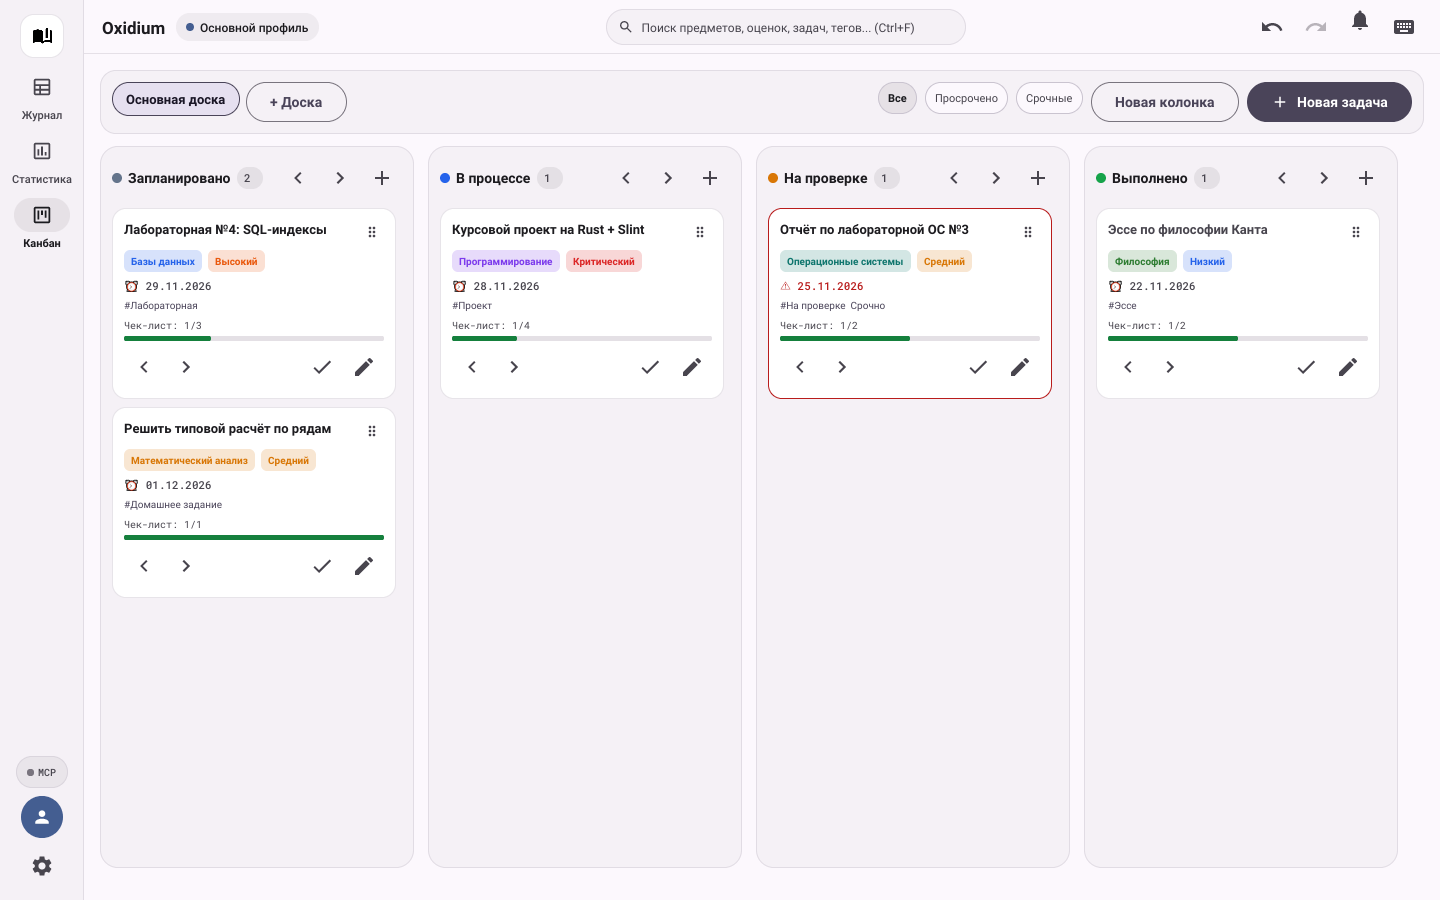 Oxidium
Основной профиль
Поиск предметов, оценок, задач, тегов... (Ctrl+F)
Журнал
Статистика
Канбан
MCP
Основная доска
+ Доска
Все
Просрочено
Срочные
Новая колонка
+ Новая задача
Запланировано 2
Лабораторная №4: SQL-индексы
Базы данных Высокий
29.11.2026
#Лабораторная
Чек-лист: 1/3
Решить типовой расчёт по рядам
Математический анализ Средний
01.12.2026
#Домашнее задание
Чек-лист: 1/1
В процессе 1
Курсовой проект на Rust + Slint
Программирование Критический
28.11.2026
#Проект
Чек-лист: 1/4
На проверке 1
Отчёт по лабораторной ОС №3
Операционные системы Средний
⚠ 25.11.2026
#На проверке Срочно
Чек-лист: 1/2
Выполнено 1
Эссе по философии Канта
Философия Низкий
22.11.2026
#Эссе
Чек-лист: 1/2